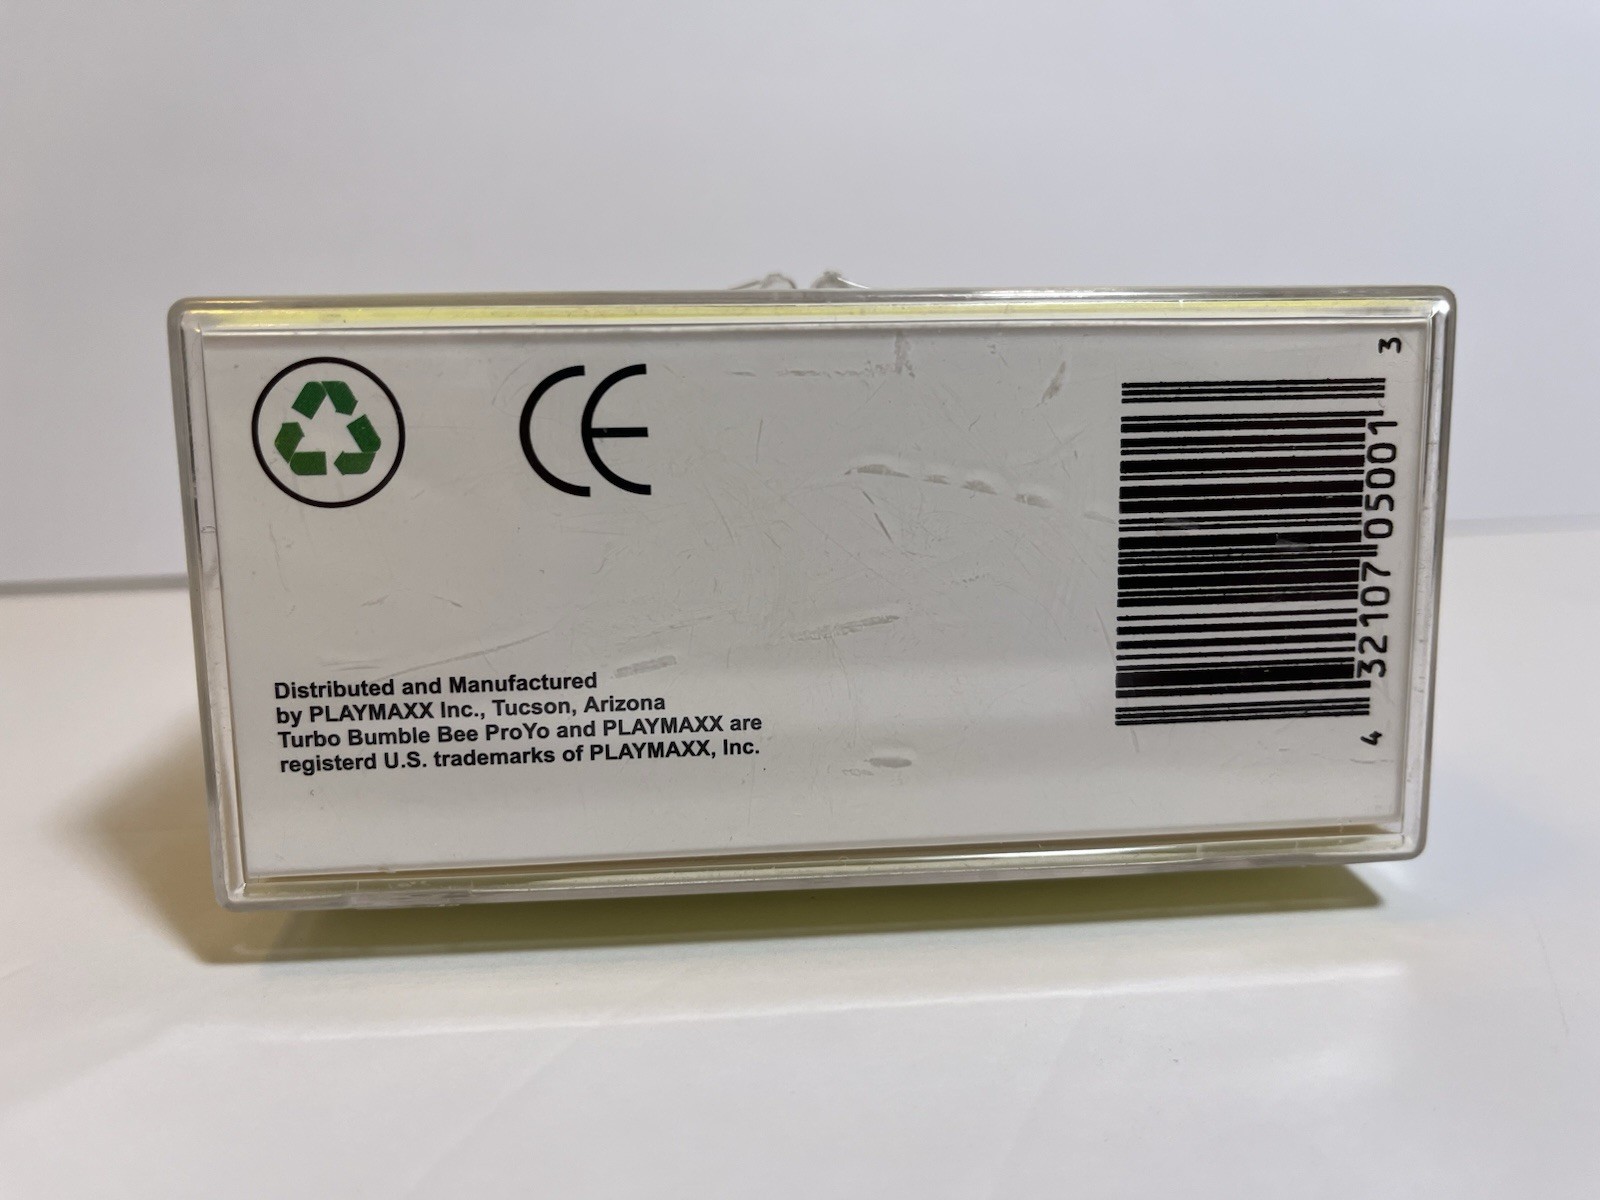 CE
Distributed and Manufactured
by PLAYMAXX Inc., Tucson, Arizona
Turbo Bumble Bee ProYo and PLAYMAXX are
registerd U.S. trademarks of PLAYMAXX, Inc.
4 32107 05001 3